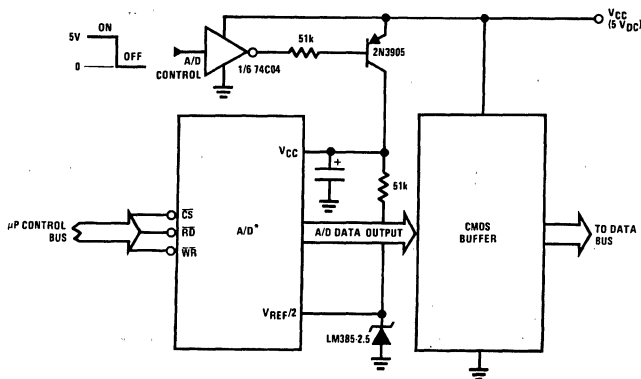 ON
5V
OFF
0
A/D
CONTROL
1/6 74C04
51k
2N3905
VCC
(5 VDC)
VCC
+
51k
µP CONTROL
BUS
CS
RD
WR
A/D*
A/D DATA OUTPUT
CMOS
BUFFER
TO DATA
BUS
VREF/2
LM385-2.5